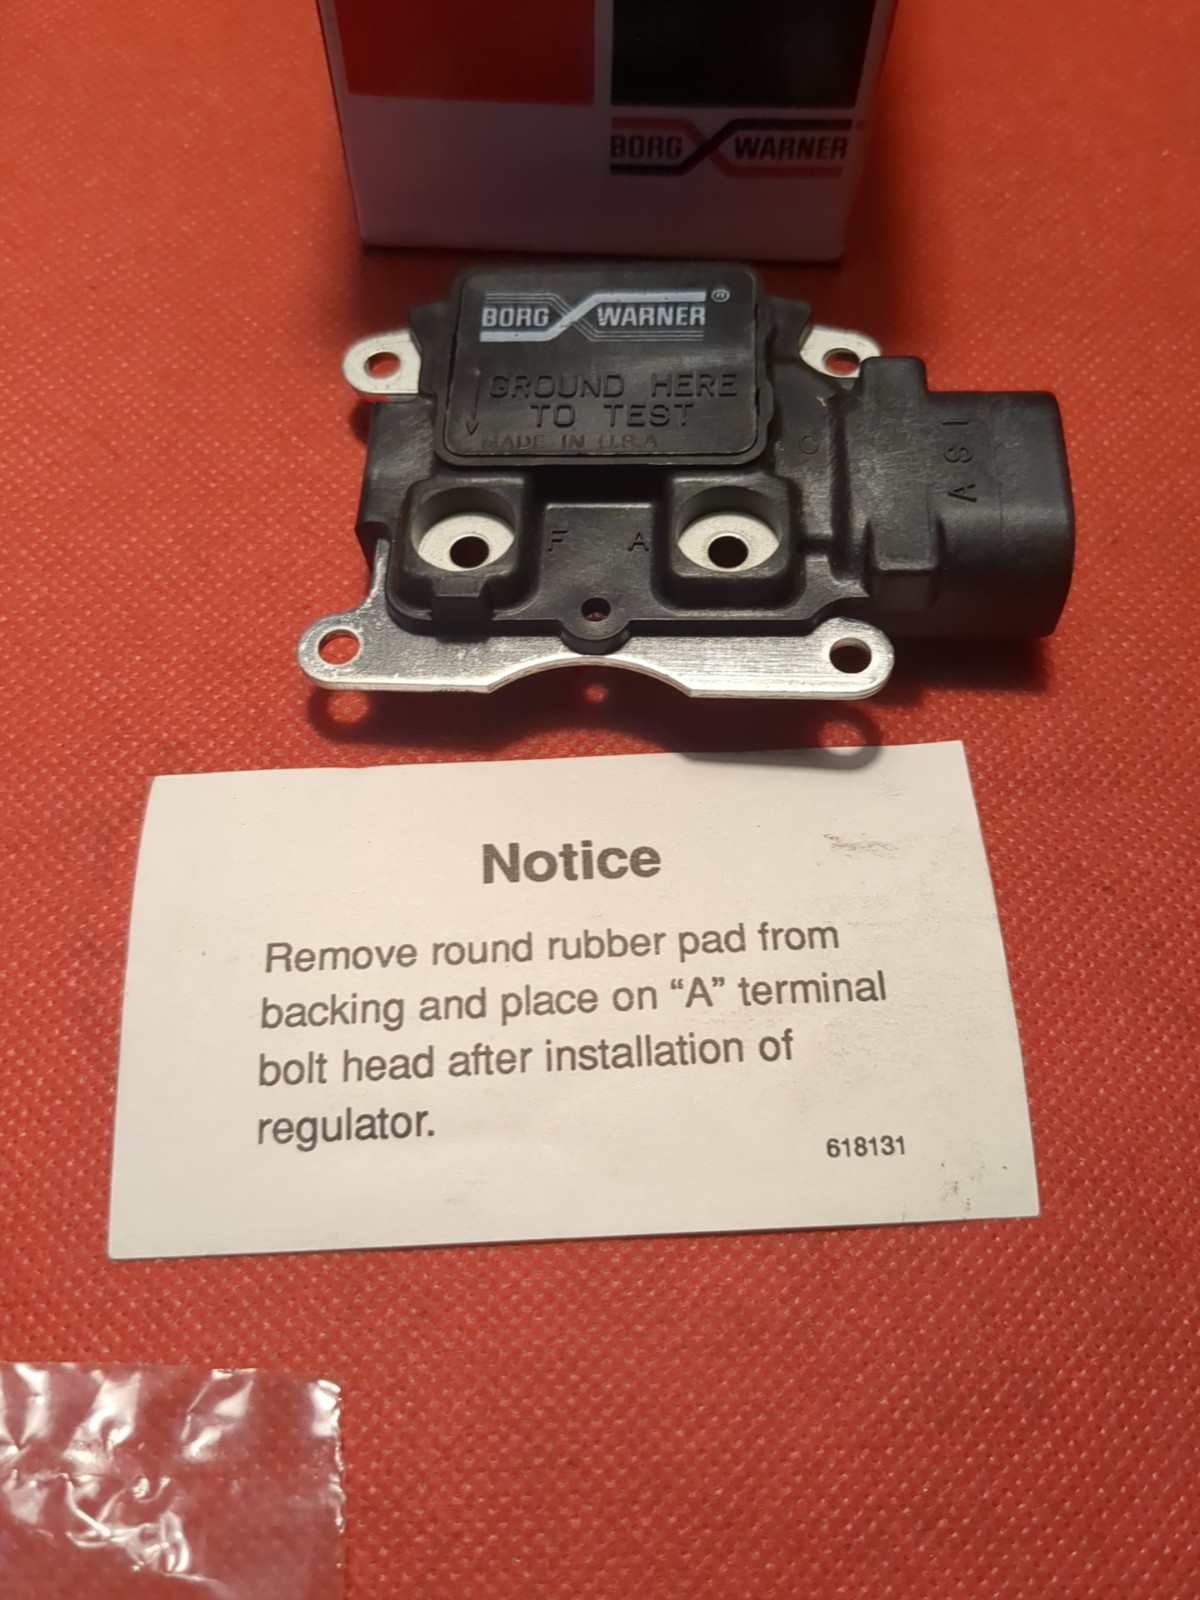 BORG WARNER
BORG WARNER®
GROUND HERE
TO TEST
MADE IN U.S.A
C
A S I
F A
Notice
Remove round rubber pad from
backing and place on “A” terminal
bolt head after installation of
regulator.
618131